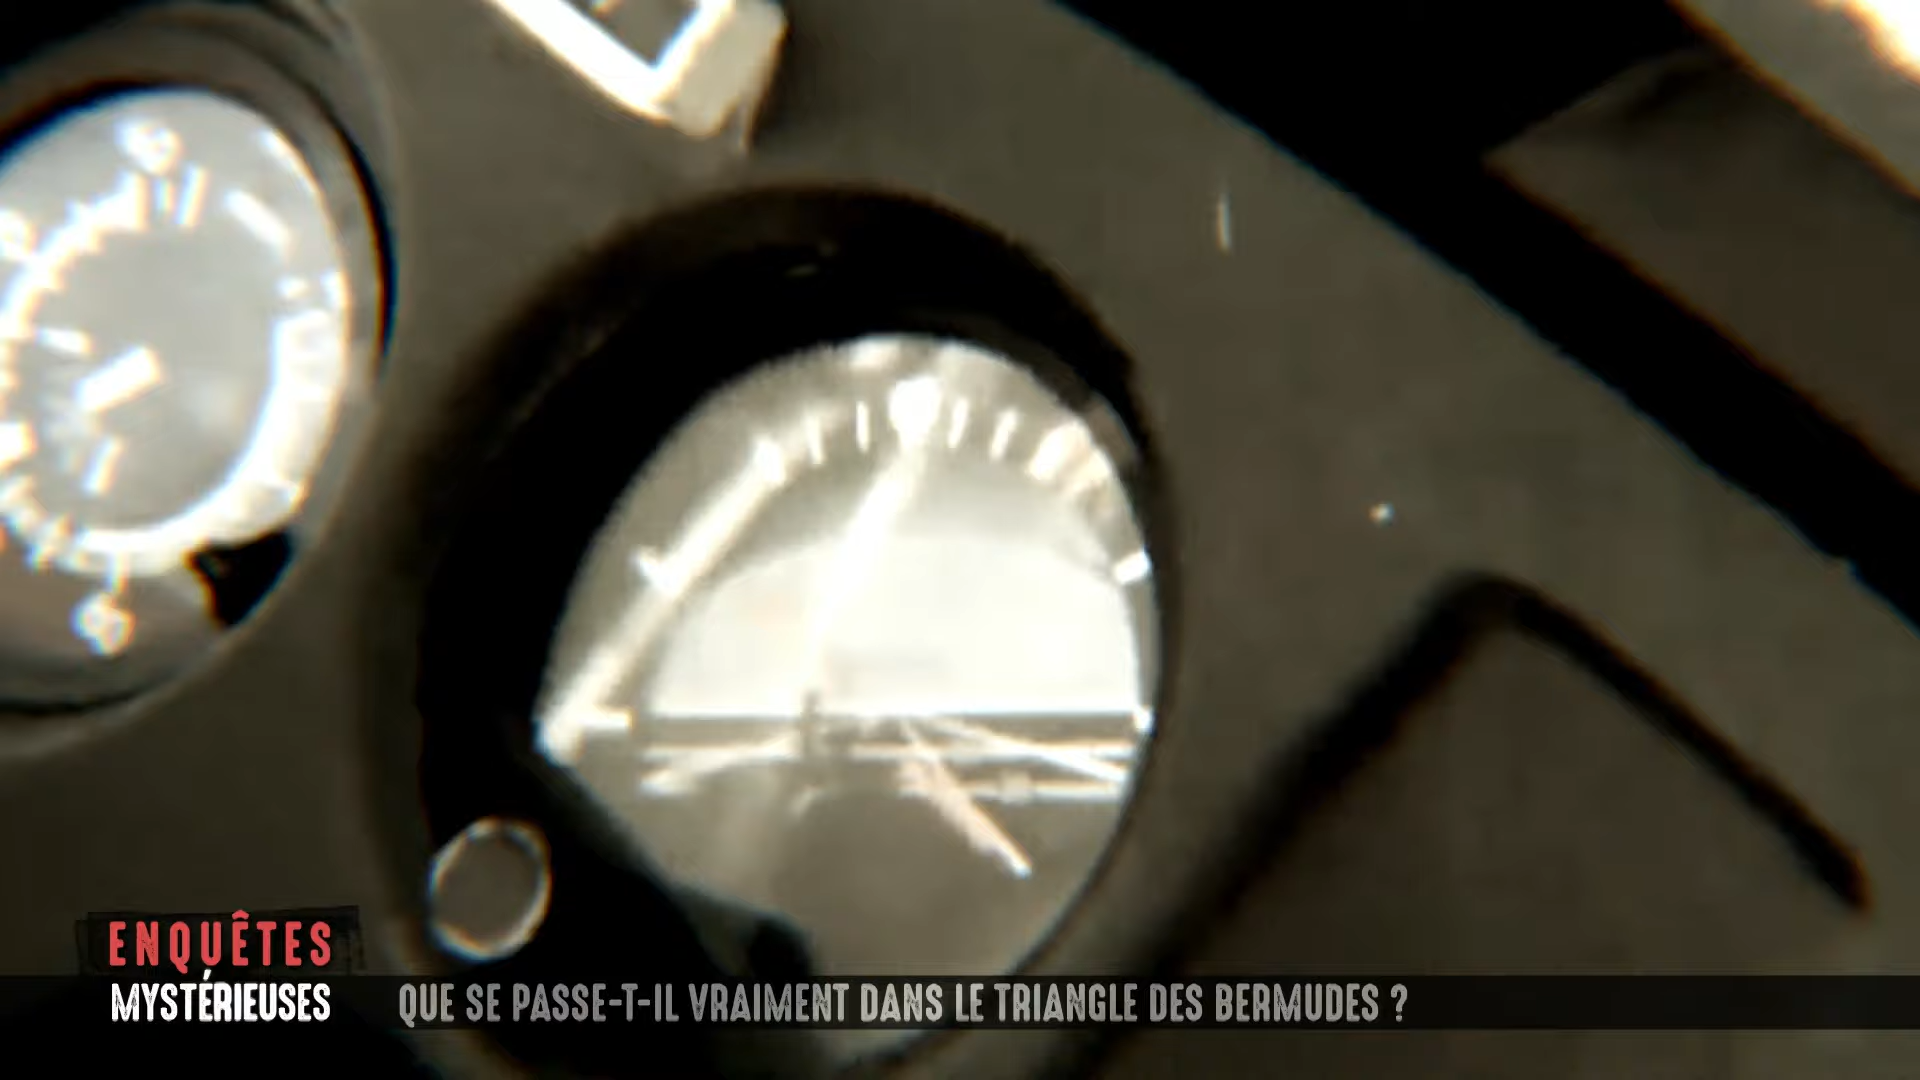 ENQUÊTES
MYSTÉRIEUSES
QUE SE PASSE-T-IL VRAIMENT DANS LE TRIANGLE DES BERMUDES ?